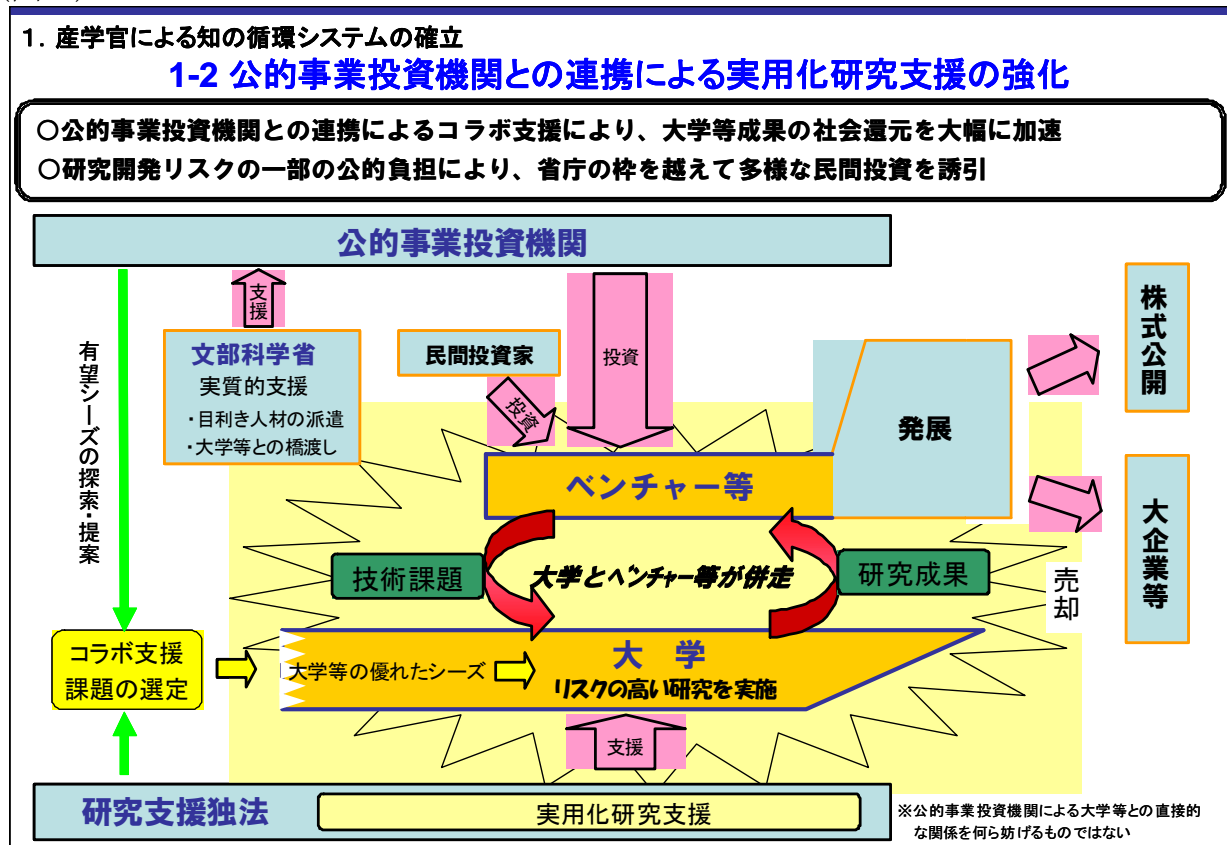 1．産学官による知の循環システムの確立
1-2 公的事業投資機関との連携による実用化研究支援の強化
○公的事業投資機関との連携によるコラボ支援により、大学等成果の社会還元を大幅に加速
○研究開発リスクの一部の公的負担により、省庁の枠を越えて多様な民間投資を誘引
公的事業投資機関
支援
文部科学省
実質的支援
・目利き人材の派遣
・大学等との橋渡し
民間投資家
投資
投資
有望シーズの探索・提案
発展
株式公開
ベンチャー等
技術課題
大学とベンチャー等が併走
研究成果
売却
大企業等
コラボ支援
課題の選定
大学等の優れたシーズ
大　学
リスクの高い研究を実施
支援
研究支援独法
実用化研究支援
※公的事業投資機関による大学等との直接的
な関係を何ら妨げるものではない